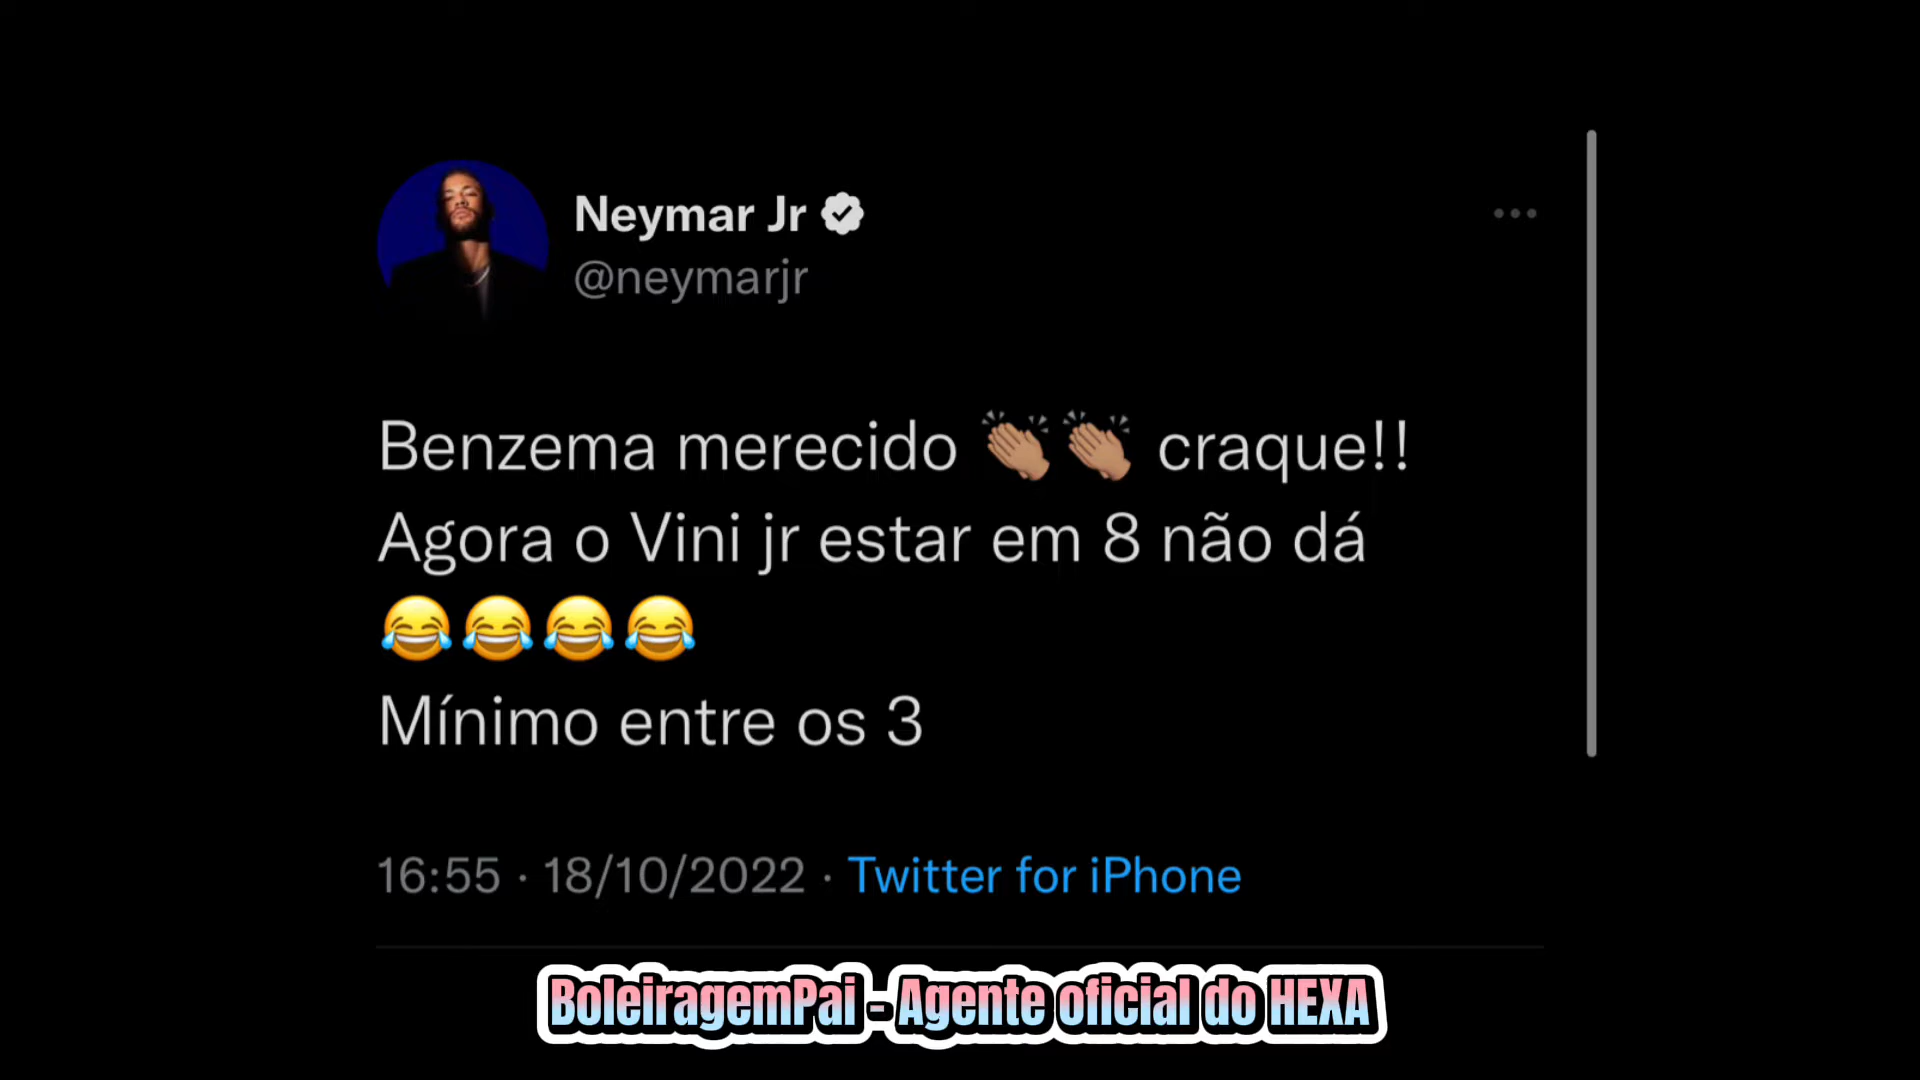 Neymar Jr
@neymarjr
Benzema merecido 👏🏽👏🏽 craque!!
Agora o Vini jr estar em 8 não dá
😂😂😂😂
Mínimo entre os 3
16:55 · 18/10/2022 · Twitter for iPhone
BoleiragemPai - Agente oficial do HEXA